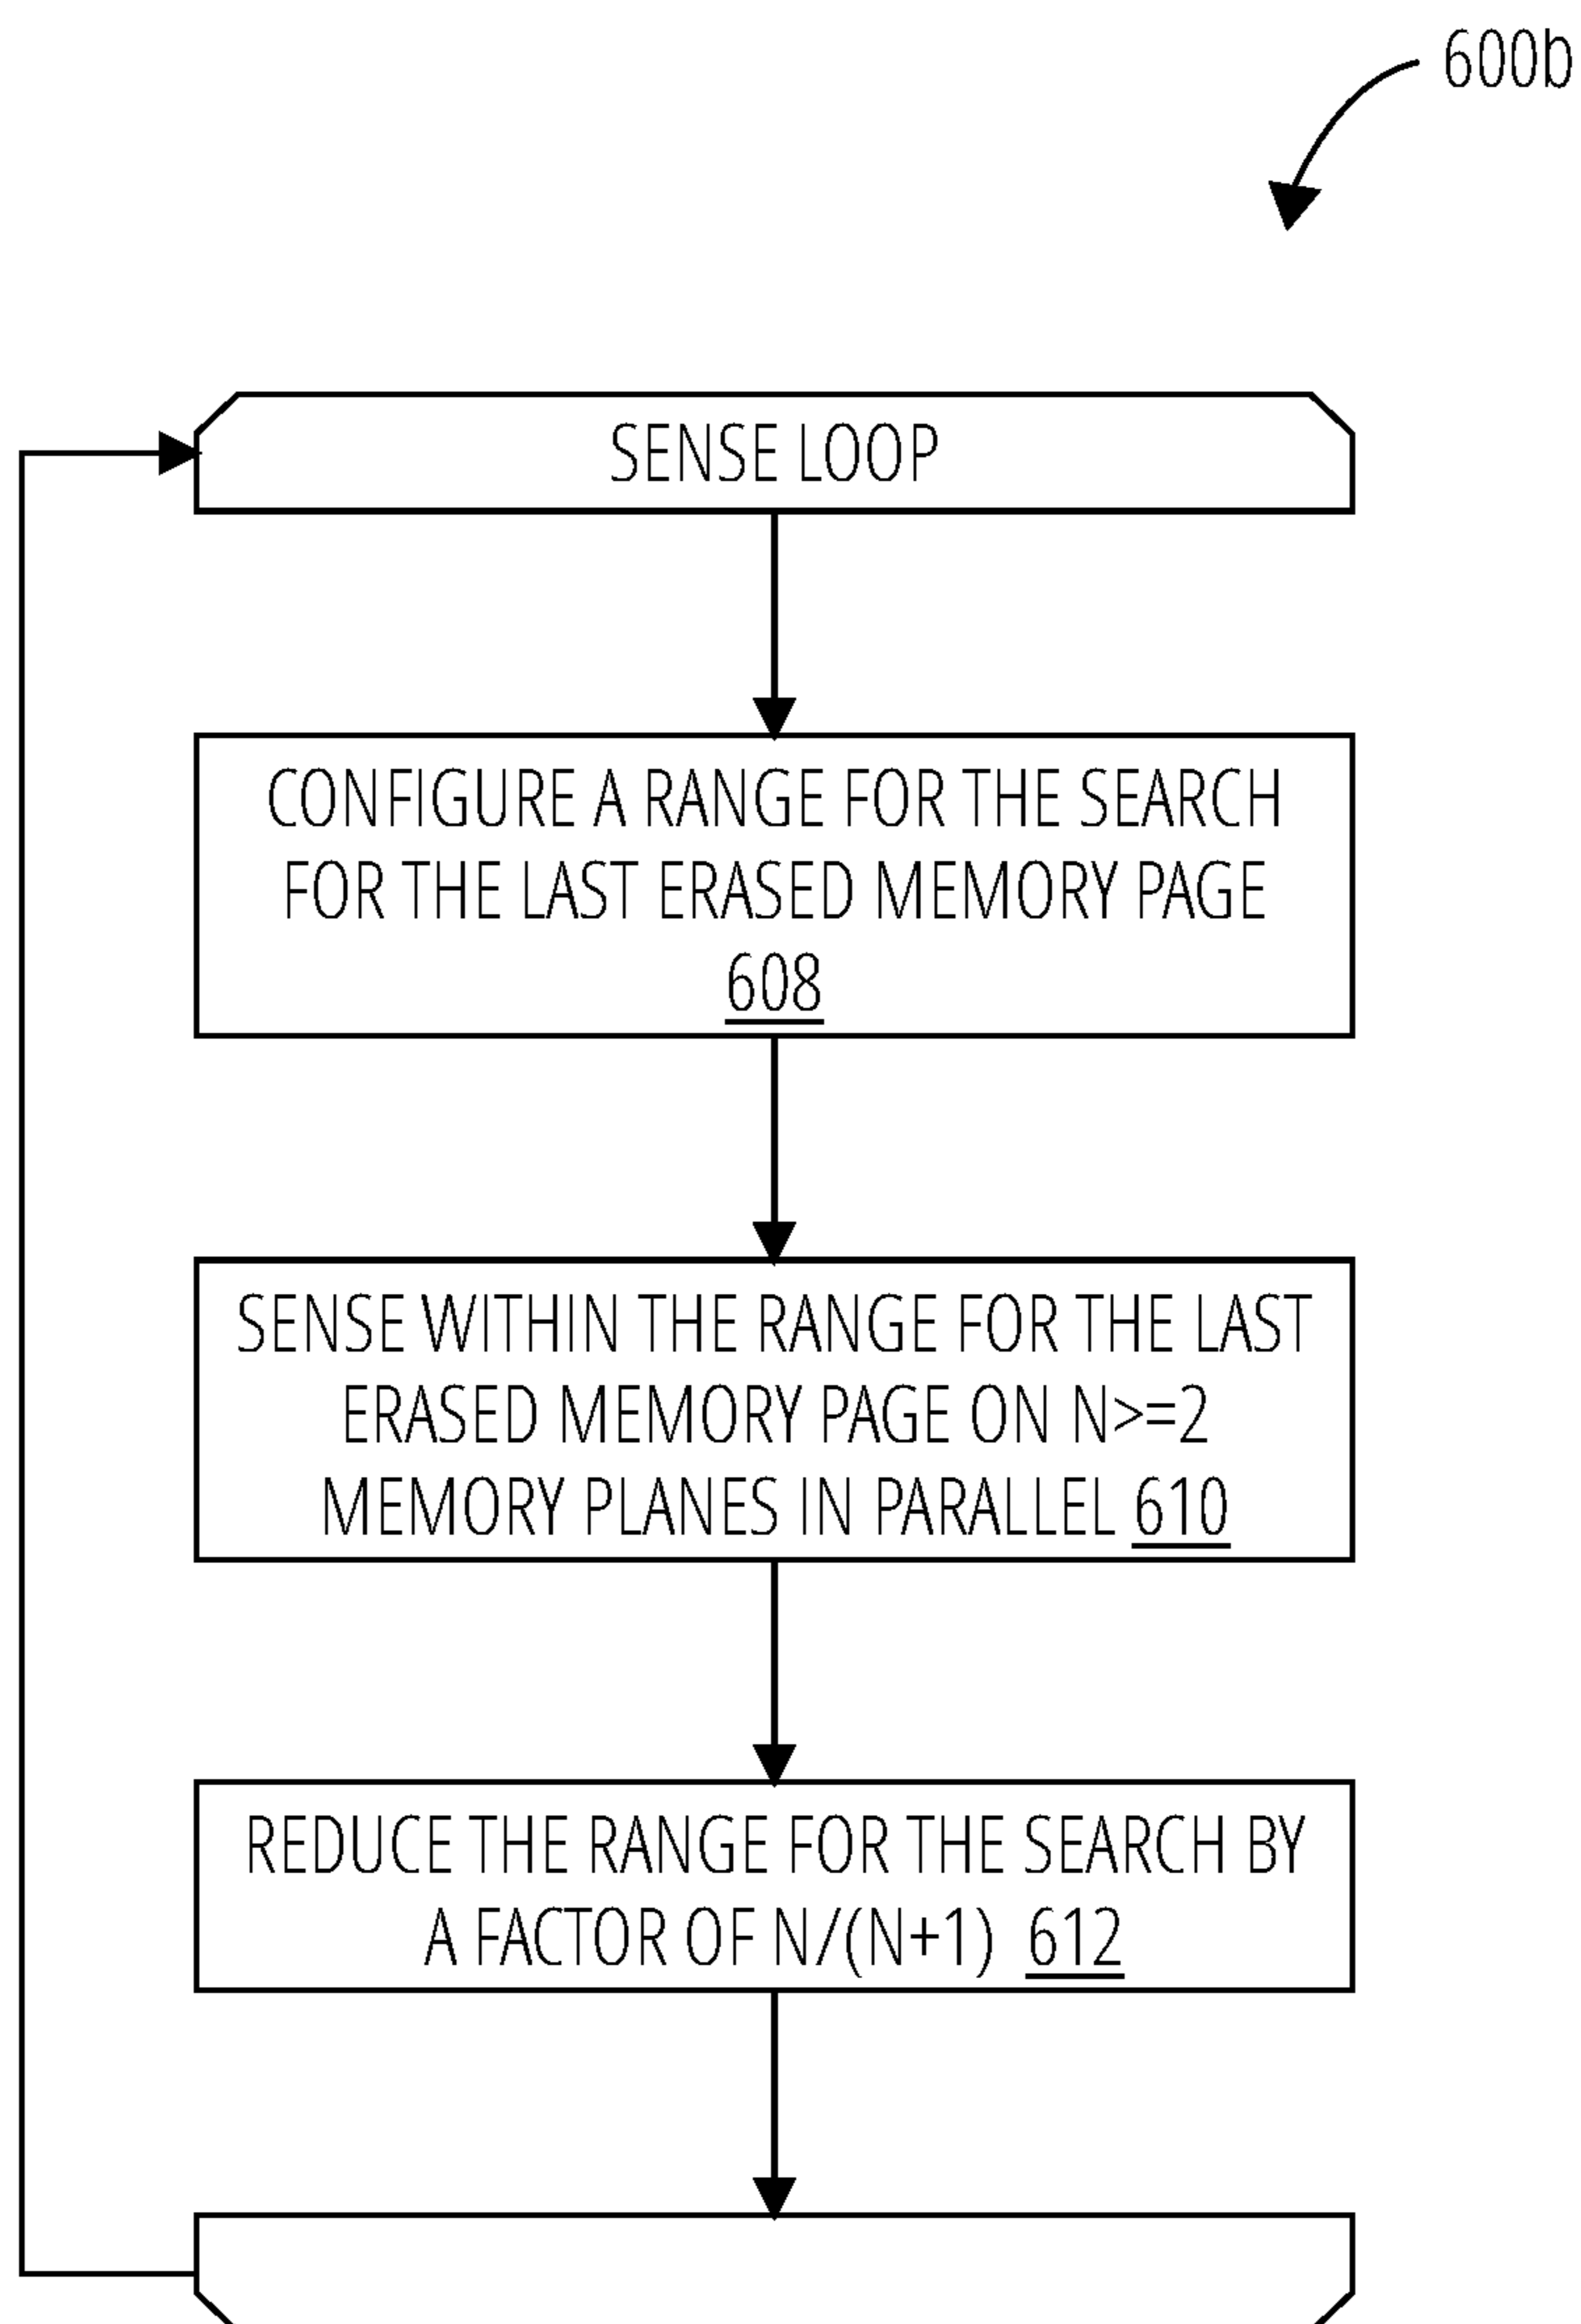 600b
SENSE LOOP
CONFIGURE A RANGE FOR THE SEARCH
FOR THE LAST ERASED MEMORY PAGE
608
SENSE WITHIN THE RANGE FOR THE LAST
ERASED MEMORY PAGE ON N>=2
MEMORY PLANES IN PARALLEL 610
REDUCE THE RANGE FOR THE SEARCH BY
A FACTOR OF N/(N+1) 612